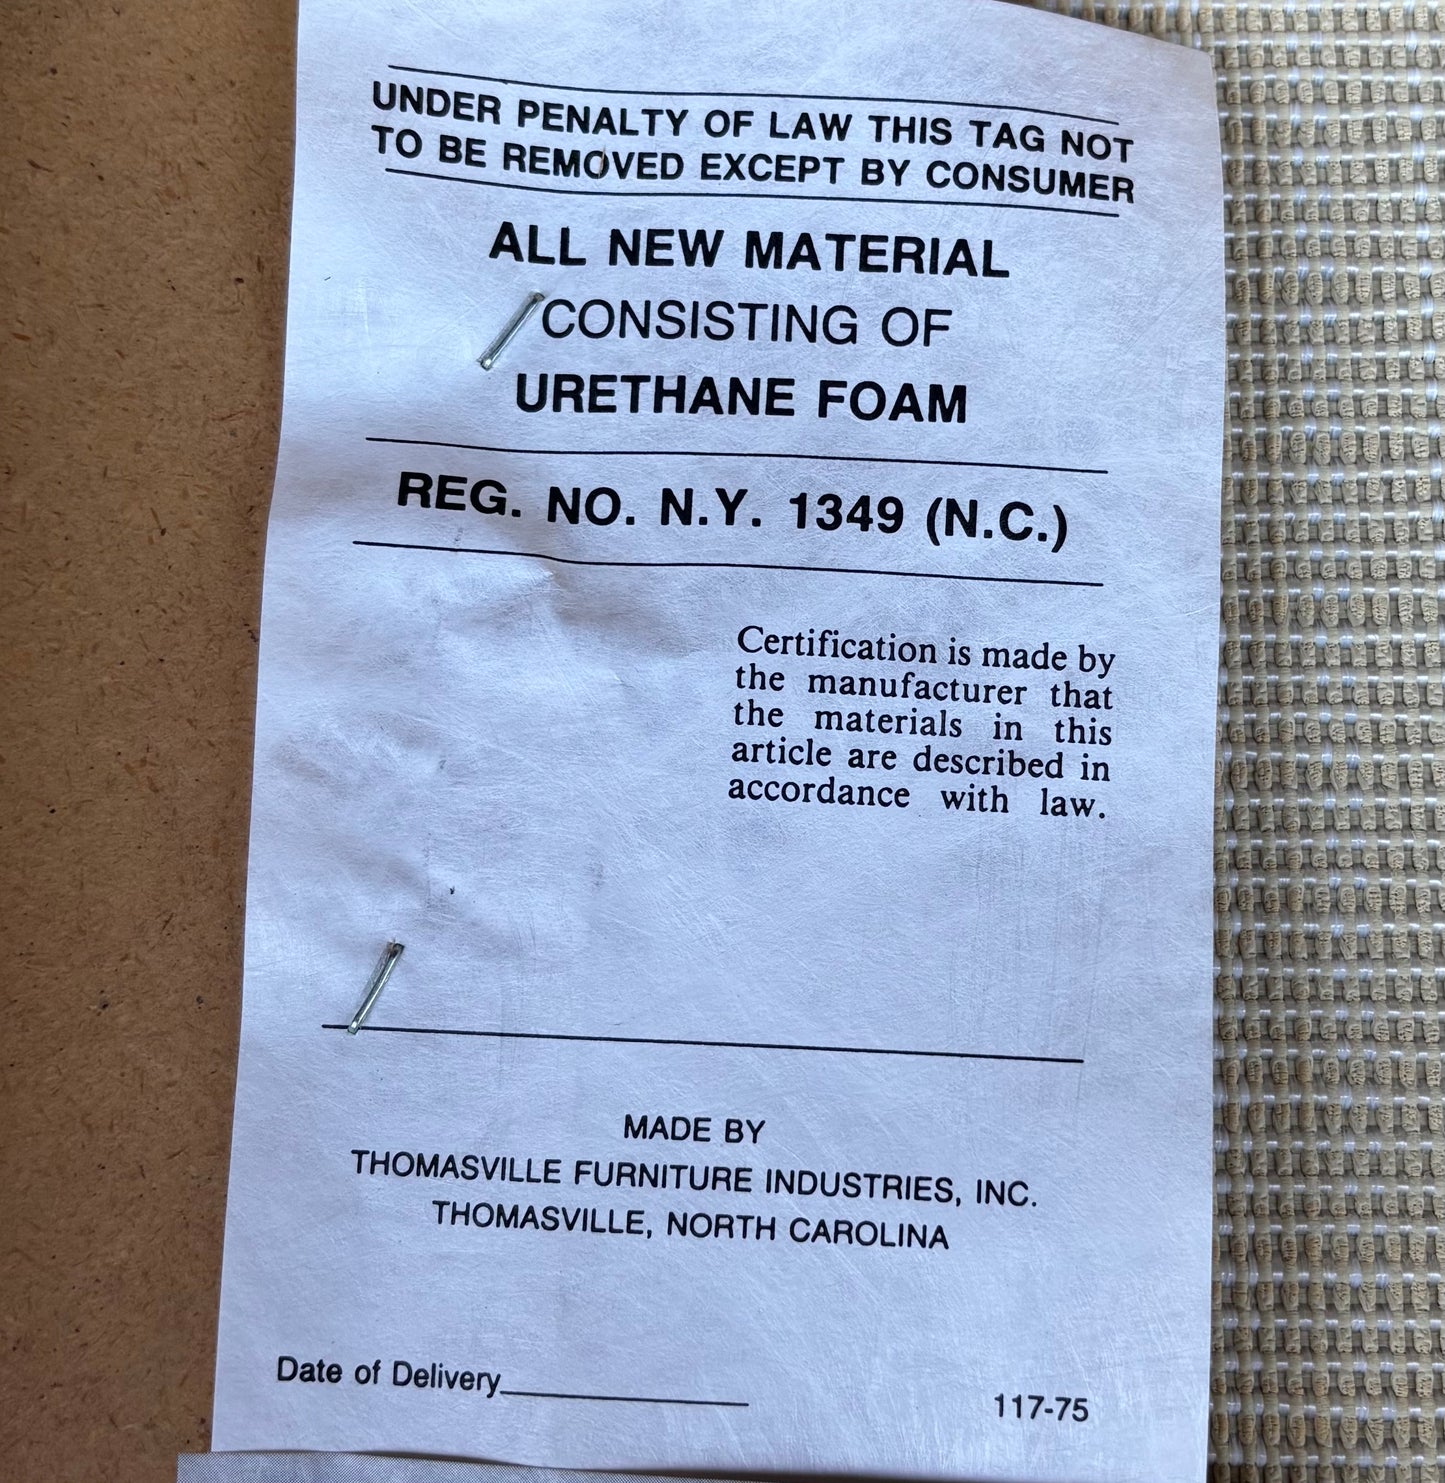 UNDER PENALTY OF LAW THIS TAG NOT
TO BE REMOVED EXCEPT BY CONSUMER
ALL NEW MATERIAL
CONSISTING OF
URETHANE FOAM
REG. NO. N.Y. 1349 (N.C.)
Certification is made by
the manufacturer that
the materials in this
article are described in
accordance with law.
MADE BY
THOMASVILLE FURNITURE INDUSTRIES, INC.
THOMASVILLE, NORTH CAROLINA
Date of Delivery
117-75